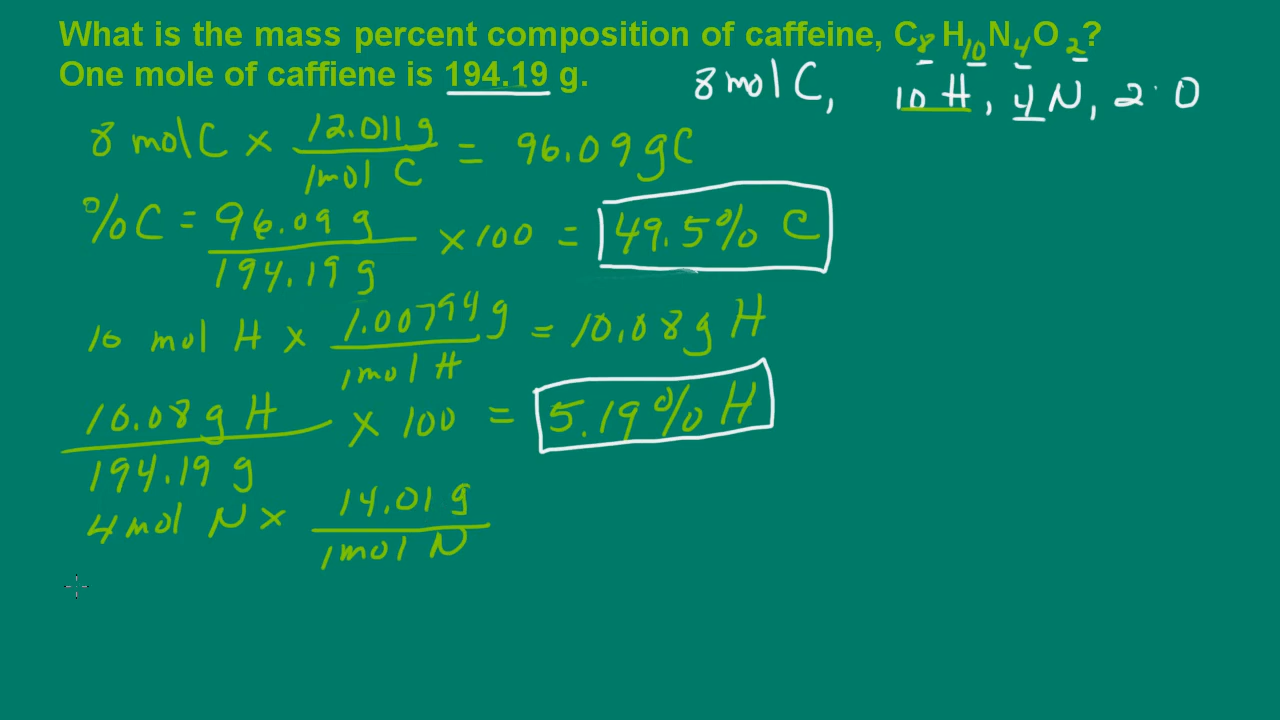 What is the mass percent composition of caffeine, C₈H₁₀N₄O₂?
One mole of caffiene is 194.19 g.
8 mol C, 10 H, 4 N, 2 O
8 mol C × 12.011 g / 1 mol C = 96.09 g C
% C = 96.09 g / 194.19 g × 100 = 49.5% C
10 mol H × 1.00794 g / 1 mol H = 10.08 g H
10.08 g H / 194.19 g × 100 = 5.19% H
4 mol N × 14.01 g / 1 mol N